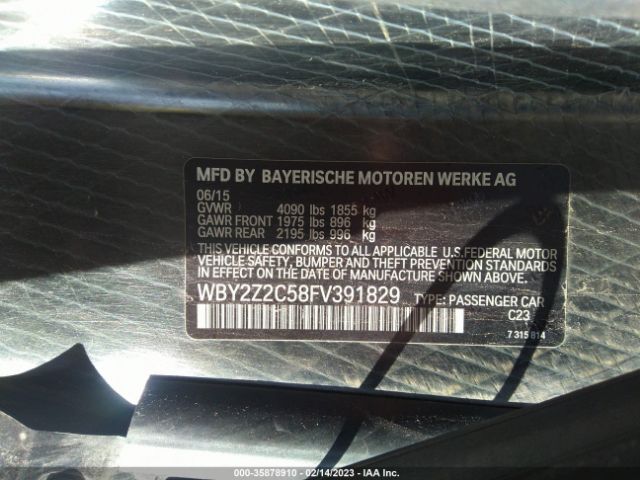 MFD BY BAYERISCHE MOTOREN WERKE AG
06/15
GVWR 4090 lbs 1855 kg
GAWR FRONT 1975 lbs 896 kg
GAWR REAR 2195 lbs 996 kg
THIS VEHICLE CONFORMS TO ALL APPLICABLE U.S.FEDERAL MOTOR
VEHICLE SAFETY, BUMPER AND THEFT PREVENTION STANDARDS
IN EFFECT ON THE DATE OF MANUFACTURE SHOWN ABOVE.
WBY2Z2C58FV391829 TYPE: PASSENGER CAR
C23
7 315 814
000-35878910 - 02/14/2023 - IAA Inc.